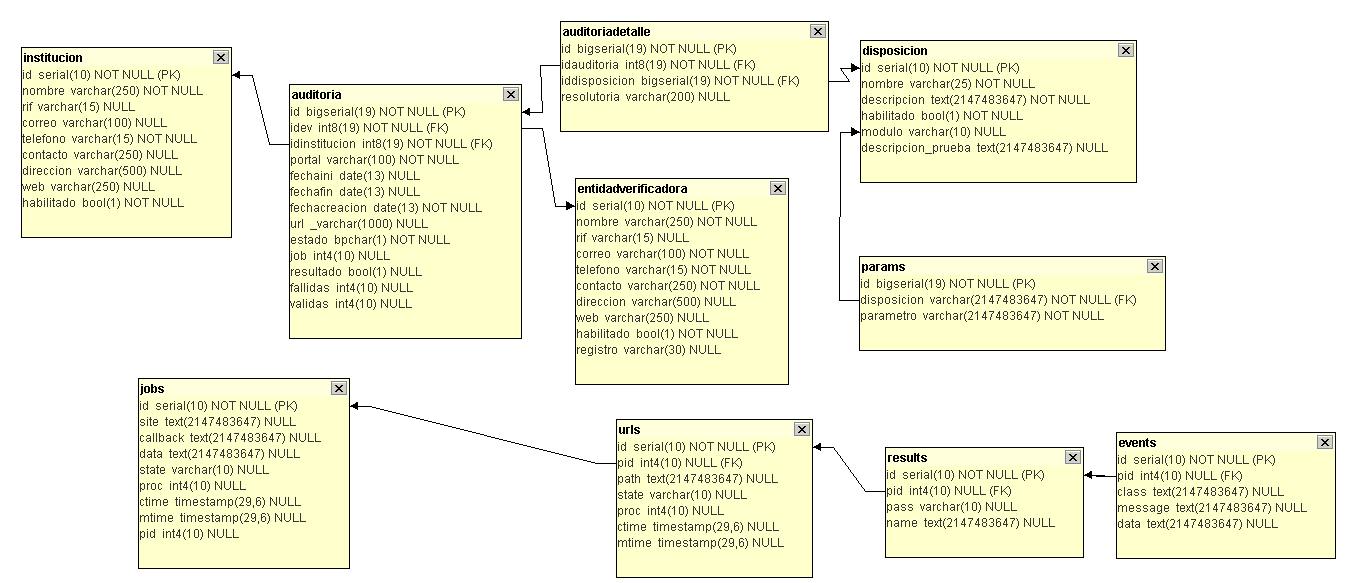 institucion
id serial(10) NOT NULL (PK)
nombre varchar(250) NOT NULL
rif varchar(15) NULL
correo varchar(100) NULL
telefono varchar(15) NOT NULL
contacto varchar(250) NULL
direccion varchar(500) NULL
web varchar(250) NULL
habilitado bool(1) NOT NULL
auditoria
id bigserial(19) NOT NULL (PK)
idev int8(19) NOT NULL (FK)
idinstitucion int8(19) NOT NULL (FK)
portal varchar(100) NOT NULL
fechaini date(13) NULL
fechafin date(13) NULL
fechacreacion date(13) NOT NULL
url _varchar(1000) NULL
estado bpchar(1) NOT NULL
job int4(10) NULL
resultado bool(1) NULL
fallidas int4(10) NULL
validas int4(10) NULL
auditoriadetalle
id bigserial(19) NOT NULL (PK)
idauditoria int8(19) NOT NULL (FK)
iddisposicion bigserial(19) NOT NULL (FK)
resolutoria varchar(200) NULL
disposicion
id serial(10) NOT NULL (PK)
nombre varchar(25) NOT NULL
descripcion text(2147483647) NOT NULL
habilitado bool(1) NOT NULL
modulo varchar(10) NULL
descripcion_prueba text(2147483647) NULL
entidadverificadora
id serial(10) NOT NULL (PK)
nombre varchar(250) NOT NULL
rif varchar(15) NULL
correo varchar(100) NOT NULL
telefono varchar(15) NOT NULL
contacto varchar(250) NOT NULL
direccion varchar(500) NULL
web varchar(250) NULL
habilitado bool(1) NOT NULL
registro varchar(30) NULL
params
id bigserial(19) NOT NULL (PK)
disposicion varchar(2147483647) NOT NULL (FK)
parametro varchar(2147483647) NOT NULL
jobs
id serial(10) NOT NULL (PK)
site text(2147483647) NULL
callback text(2147483647) NULL
data text(2147483647) NULL
state varchar(10) NULL
proc int4(10) NULL
ctime timestamp(29,6) NULL
mtime timestamp(29,6) NULL
pid int4(10) NULL
urls
id serial(10) NOT NULL (PK)
pid int4(10) NULL (FK)
path text(2147483647) NULL
state varchar(10) NULL
proc int4(10) NULL
ctime timestamp(29,6) NULL
mtime timestamp(29,6) NULL
results
id serial(10) NOT NULL (PK)
pid int4(10) NULL (FK)
pass varchar(10) NULL
name text(2147483647) NULL
events
id serial(10) NOT NULL (PK)
pid int4(10) NULL (FK)
class text(2147483647) NULL
message text(2147483647) NULL
data text(2147483647) NULL